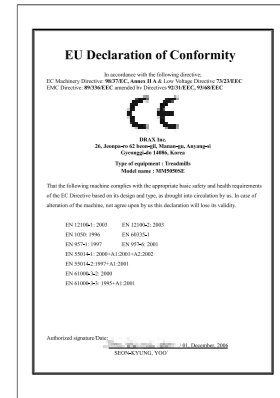 EU Declaration of Conformity
In accordance with the following directive;
EC Machinery Directive: 98/37/EC, Annex II A & Low Voltage Directive 73/23/EEC
EMC Directive: 89/336/EEC amended by Directives 92/31/EEC, 93/68/EEC
CE
DRAX Inc.
26, Jeonpa-ro 62 beon-gil, Manan-gu, Anyang-si
Gyeonggi-do 14086, Korea
Type of equipment : Treadmills
Model name : MM5050SE
That the following machine complies with the appropriate basic safety and health requirements
of the EC Directive based on its design and type, as drought into circulation by us. In case of
alteration of the machine, not agree upon by us this declaration will lose its validity.
EN 12100-1: 2003 EN 12100-2: 2003
EN 1050: 1996 EN 60335-1
EN 957-1: 1997 EN 957-6: 2001
EN 55014-1: 2000+A1:2001+A2:2002
EN 55014-2:1997+A1:2001
EN 61000-3-2: 2000
EN 61000-3-3: 1995+A1:2001
Authorized signature/Date: / 01, December, 2006
SEON-KYUNG, YOO